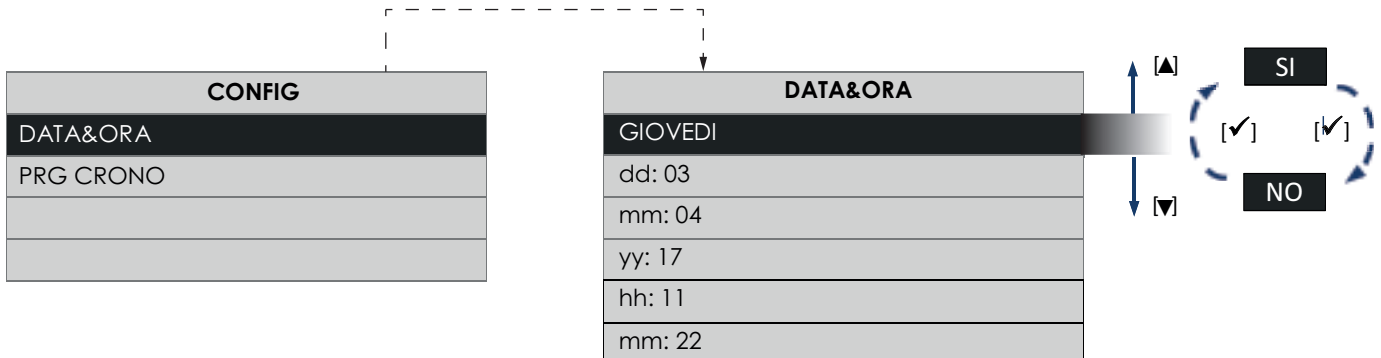 CONFIG
DATA&ORA
PRG CRONO
DATA&ORA
GIOVEDI
dd: 03
mm: 04
yy: 17
hh: 11
mm: 22
[▲]
[▼]
SI
[✔] [✔]
NO